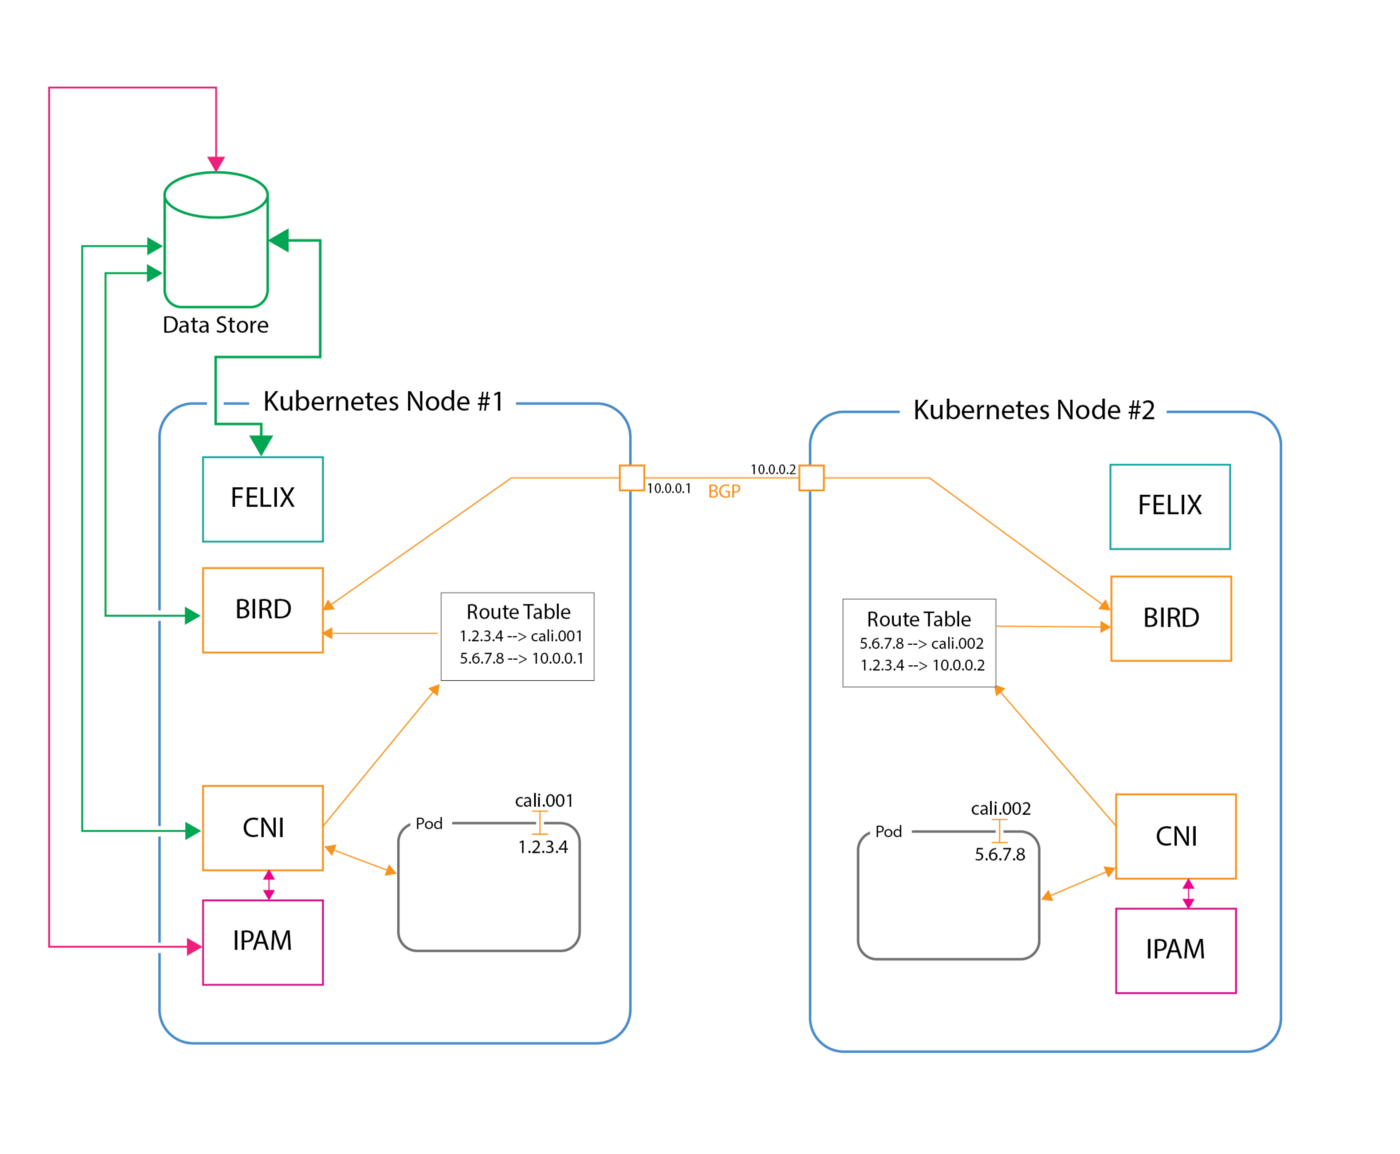 Data Store
Kubernetes Node #1
FELIX
BIRD
Route Table
1.2.3.4 --> cali.001
5.6.7.8 --> 10.0.0.1
CNI
IPAM
Pod
cali.001
1.2.3.4
10.0.0.1
BGP
10.0.0.2
Kubernetes Node #2
FELIX
BIRD
Route Table
5.6.7.8 --> cali.002
1.2.3.4 --> 10.0.0.2
Pod
cali.002
5.6.7.8
CNI
IPAM